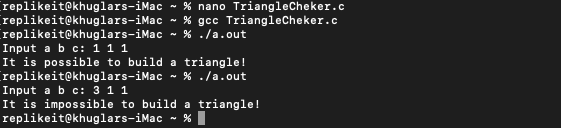 replikeit@khuglars-iMac ~ % nano TriangleCheker.c
replikeit@khuglars-iMac ~ % gcc TriangleCheker.c
replikeit@khuglars-iMac ~ % ./a.out
Input a b c: 1 1 1
It is possible to build a triangle!
replikeit@khuglars-iMac ~ % ./a.out
Input a b c: 3 1 1
It is impossible to build a triangle!
replikeit@khuglars-iMac ~ %